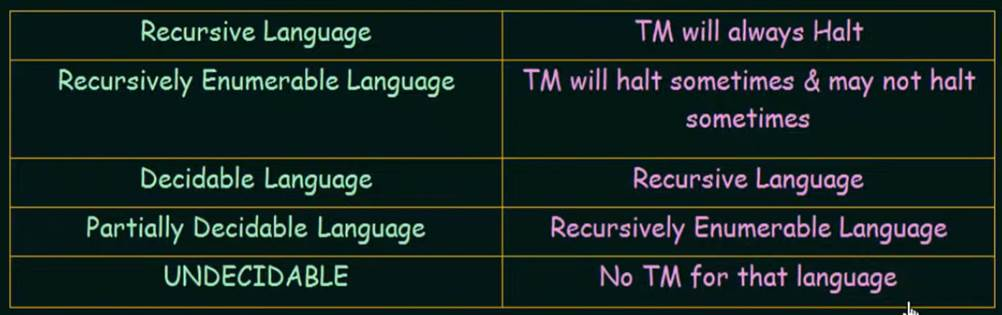 Recursive Language
TM will always Halt
Recursively Enumerable Language
TM will halt sometimes & may not halt
sometimes
Decidable Language
Recursive Language
Partially Decidable Language
Recursively Enumerable Language
UNDECIDABLE
No TM for that language